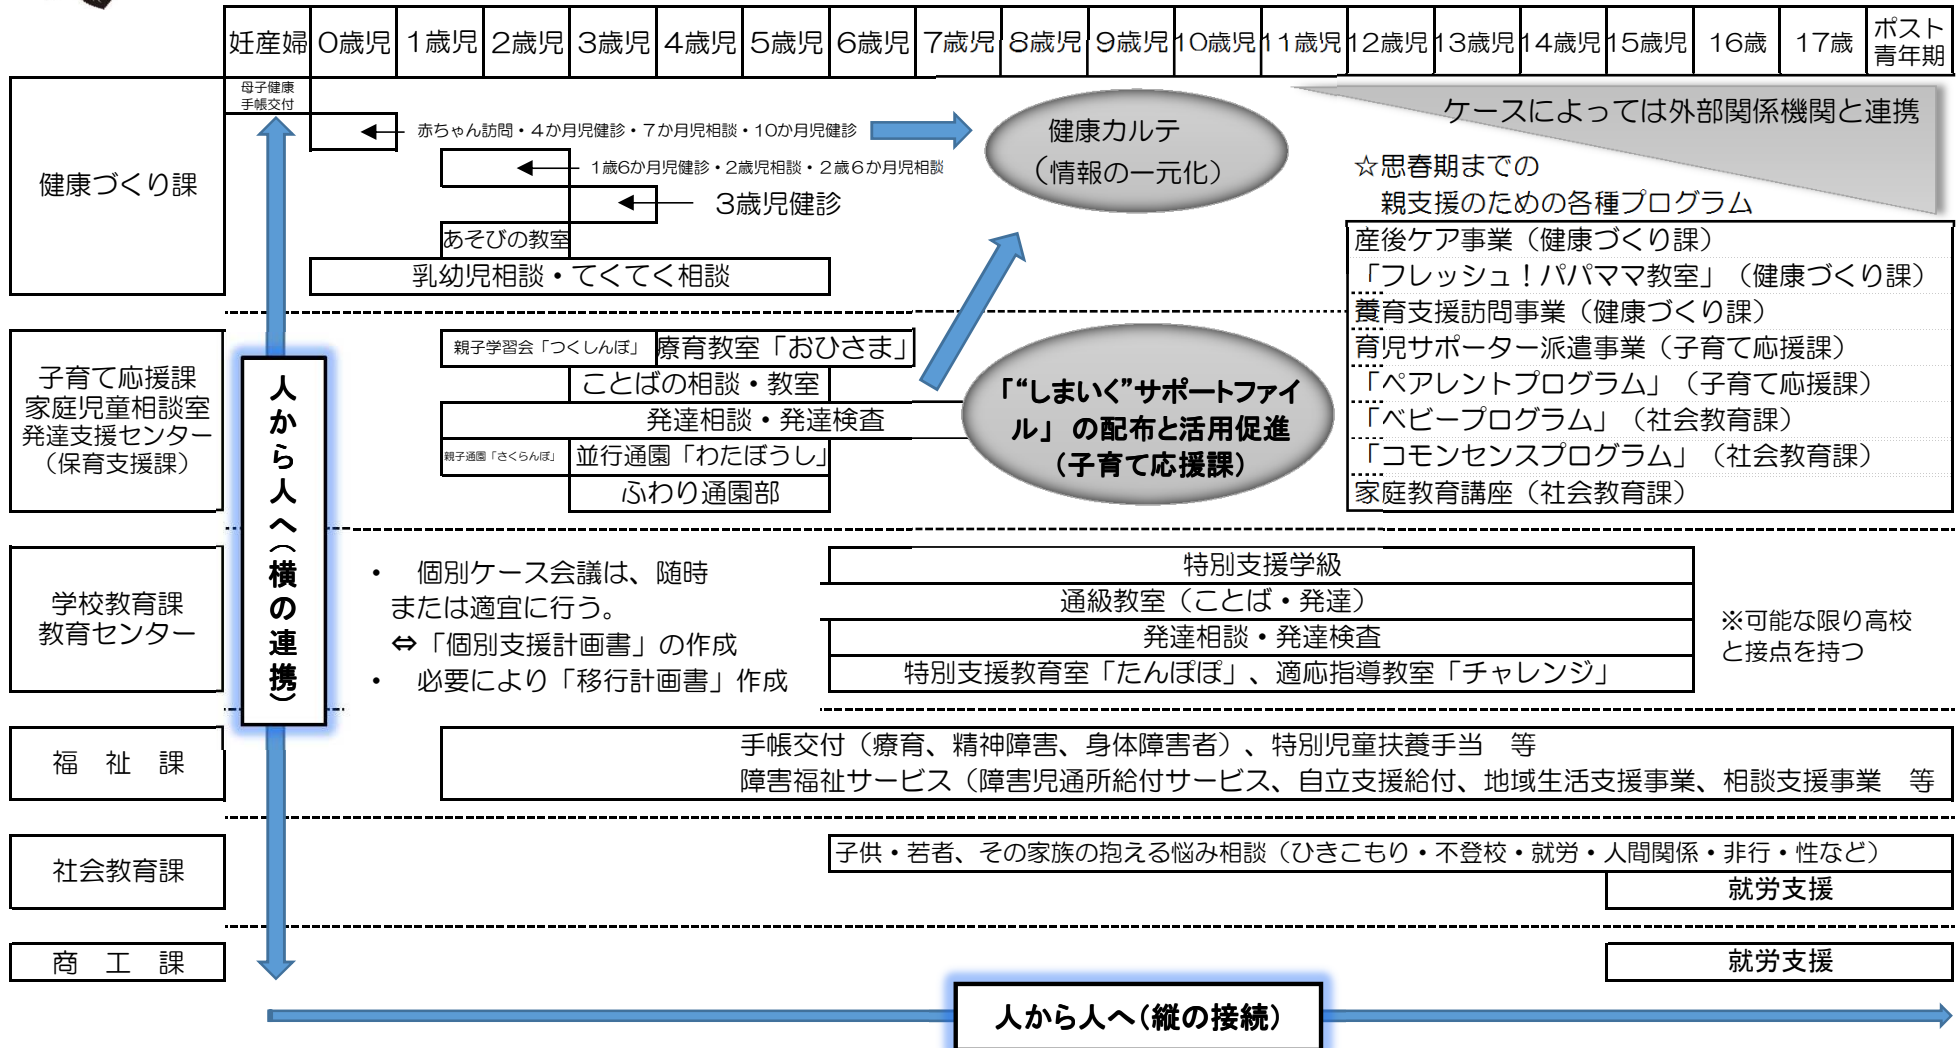 妊産婦 0歳児 1歳児 2歳児 3歳児 4歳児 5歳児 6歳児 7歳児 8歳児 9歳児 10歳児 11歳児 12歳児 13歳児 14歳児 15歳児 16歳 17歳 ポスト
青年期
健康づくり課
母子健康
手帳交付
赤ちゃん訪問・4か月児健診・7か月児相談・10か月児健診
1歳6か月児健診・2歳児相談・2歳6か月児相談
3歳児健診
あそびの教室
乳幼児相談・てくてく相談
健康カルテ
(情報の一元化)
ケースによっては外部関係機関と連携
☆思春期までの
親支援のための各種プログラム
産後ケア事業(健康づくり課)
「フレッシュ!パパママ教室」(健康づくり課)
養育支援訪問事業(健康づくり課)
育児サポーター派遣事業(子育て応援課)
「ペアレントプログラム」(子育て応援課)
「ベビープログラム」(社会教育課)
「コモンセンスプログラム」(社会教育課)
家庭教育講座(社会教育課)
子育て応援課
家庭児童相談室
発達支援センター
(保育支援課)
親子学習会「つくしんぼ」
療育教室「おひさま」
ことばの相談・教室
発達相談・発達検査
親子通園「さくらんぼ」
並行通園「わたぼうし」
ふわり通園部
「“しまいく”サポートファイ
ル」の配布と活用促進
(子育て応援課)
人から人へ(横の連携)
学校教育課
教育センター
・ 個別ケース会議は、随時
または適宜に行う。
⇔「個別支援計画書」の作成
・ 必要により「移行計画書」作成
特別支援学級
通級教室(ことば・発達)
発達相談・発達検査
特別支援教育室「たんぽぽ」、適応指導教室「チャレンジ」
※可能な限り高校
と接点を持つ
福 祉 課
手帳交付(療育、精神障害、身体障害者)、特別児童扶養手当 等
障害福祉サービス(障害児通所給付サービス、自立支援給付、地域生活支援事業、相談支援事業 等
社会教育課
子供・若者、その家族の抱える悩み相談(ひきこもり・不登校・就労・人間関係・非行・性など)
就労支援
商 工 課
就労支援
人から人へ(縦の接続)